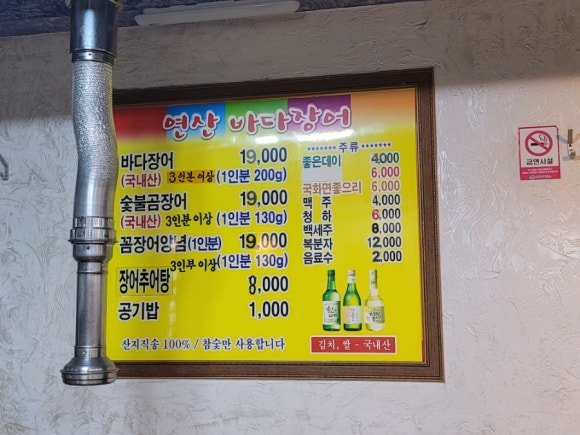 연산 바다장어
바다장어 19,000
(국내산) 3인분 이상 (1인분 200g)
숯불곰장어 19,000
(국내산) 3인분 이상 (1인분 130g)
꼼장어양념 (1인분) 19,000
3인부 이상 (1인분 130g)
장어추어탕 8,000
공기밥 1,000
산지직송 100% / 참숯만 사용합니다
******* 주류 *******
좋은데이 4,000
6,000
국화면좋으리 6,000
맥 주 4,000
청 하 6,000
백세주 8,000
복분자 12,000
음료수 2,000
김치, 쌀 - 국내산
금연시설